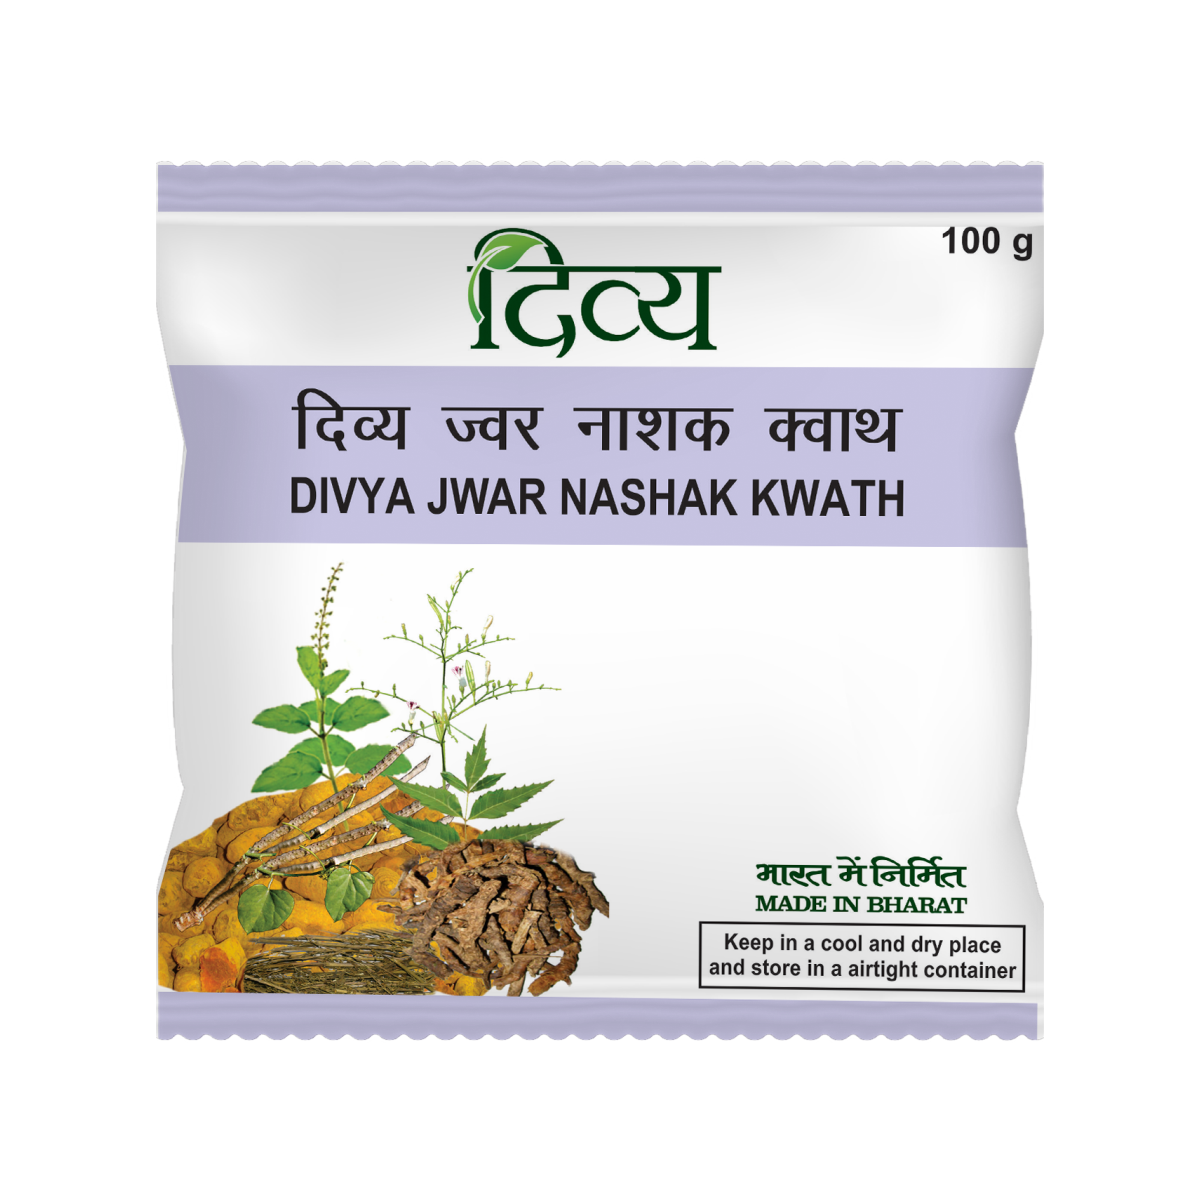 100 g
दिव्य
दिव्य ज्वर नाशक क्वाथ
DIVYA JWAR NASHAK KWATH
भारत में निर्मित
MADE IN BHARAT
Keep in a cool and dry place
and store in a airtight container